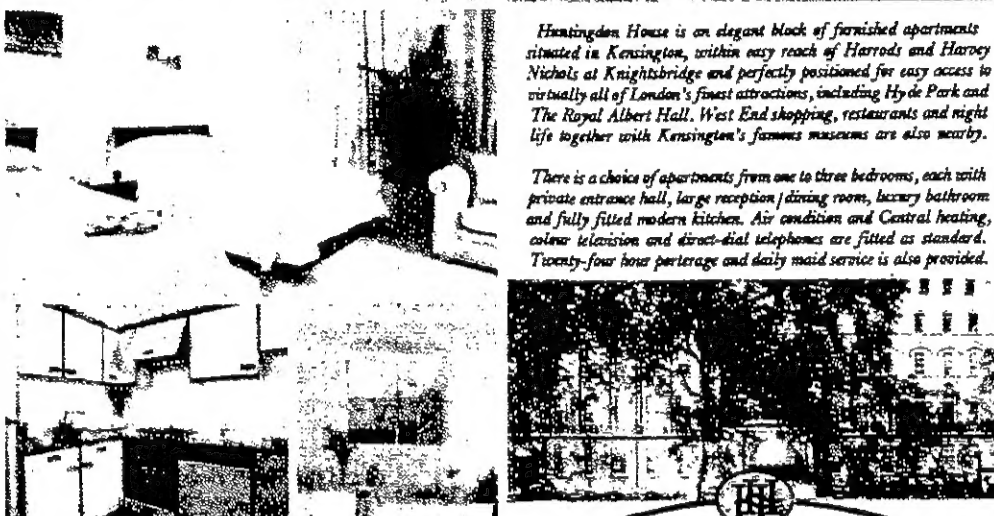 Huntingdon House is an elegant block of furnished apartments
situated in Kensington, within easy reach of Harrods and Harvey
Nichols at Knightsbridge and perfectly positioned for easy access to
virtually all of London's finest attractions, including Hyde Park and
The Royal Albert Hall. West End shopping, restaurants and night
life together with Kensington's famous museums are also nearby.
There is a choice of apartments from one to three bedrooms, each with
private entrance hall, large reception/dining room, luxury bathroom
and fully fitted modern kitchen. Air condition and Central heating,
colour television and direct-dial telephones are fitted as standard.
Twenty-four hour porterage and daily maid service is also provided.
HH